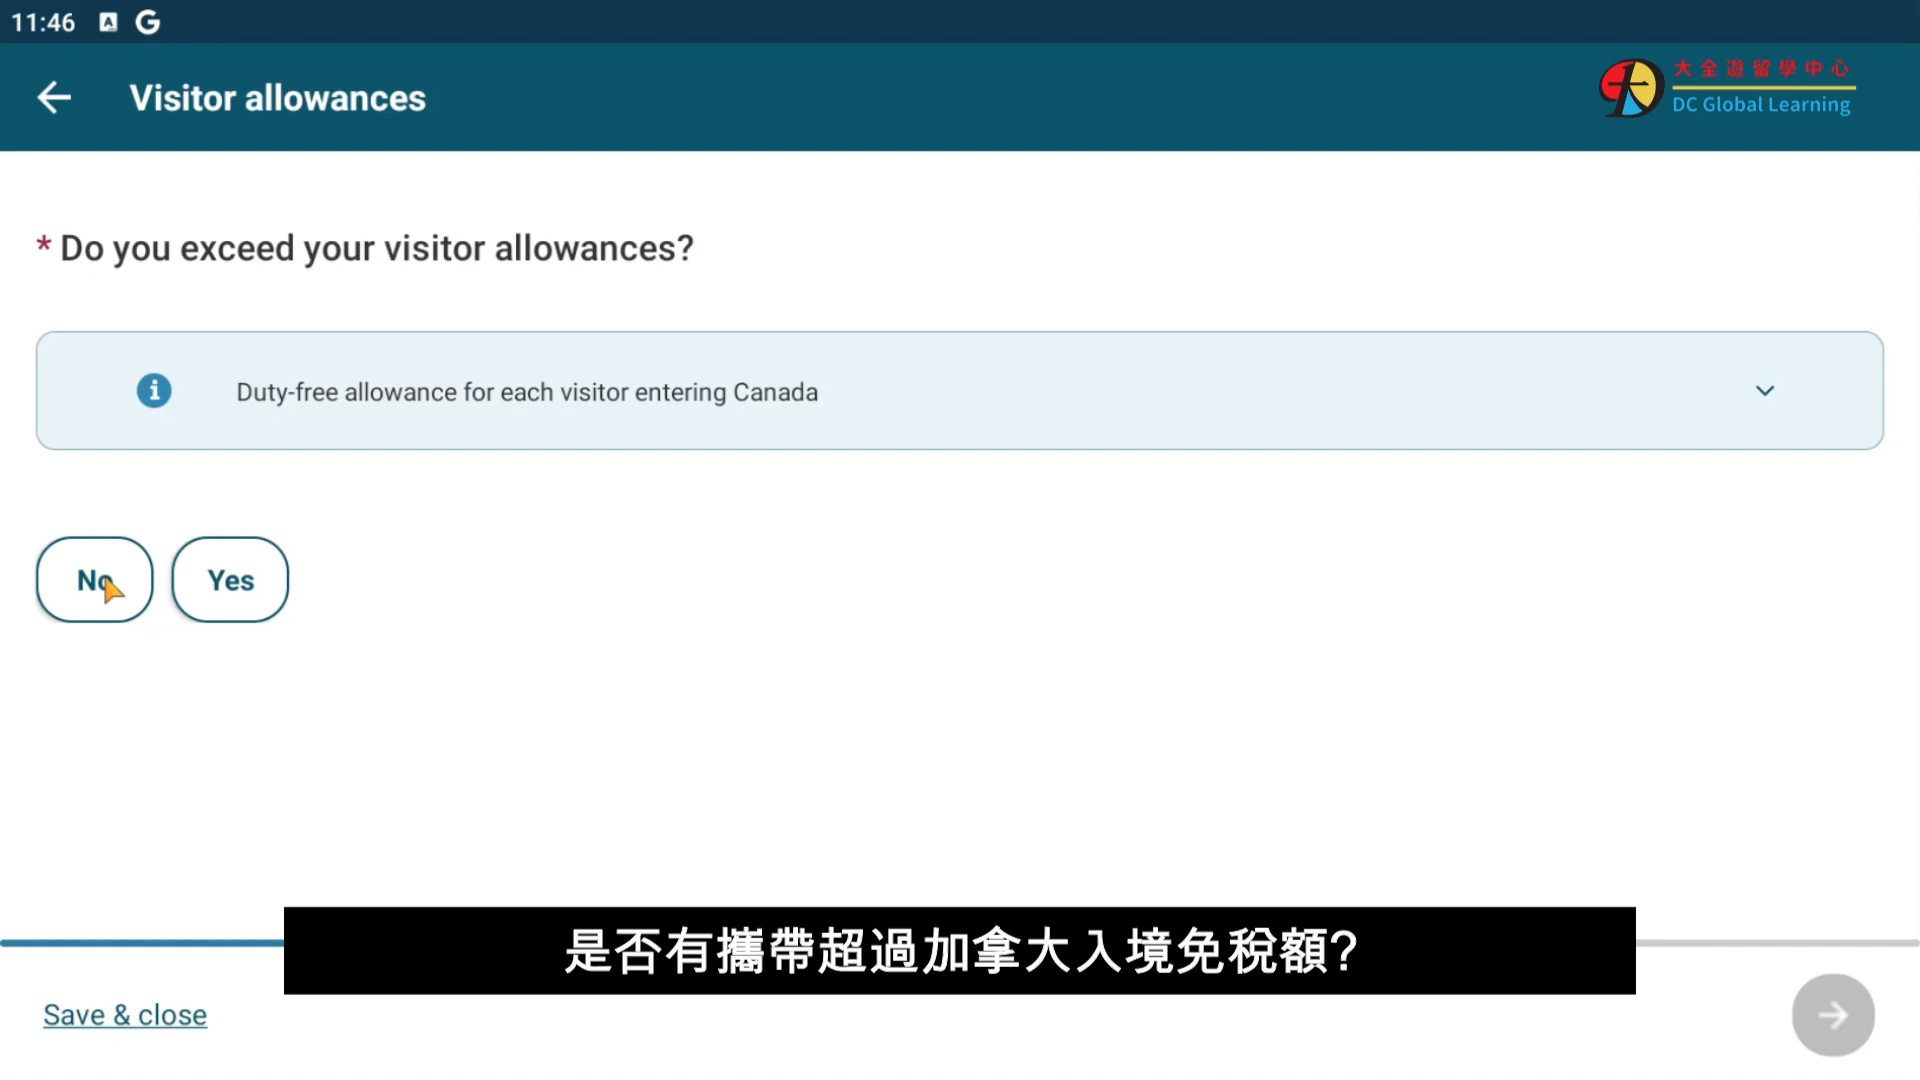 11:46
Visitor allowances
大全遊留學中心
DC Global Learning
* Do you exceed your visitor allowances?
Duty-free allowance for each visitor entering Canada
No
Yes
是否有攜帶超過加拿大入境免稅額?
Save & close